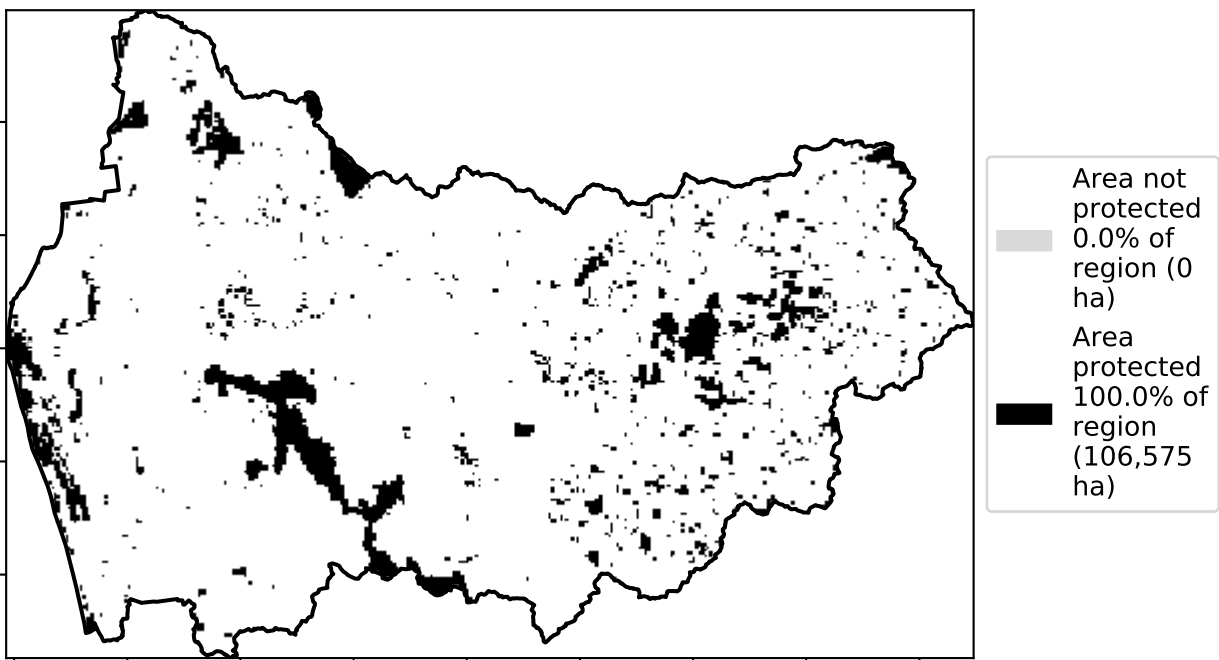 Area not
protected
0.0% of
region (0
ha)
Area
protected
100.0% of
region
(106,575
ha)